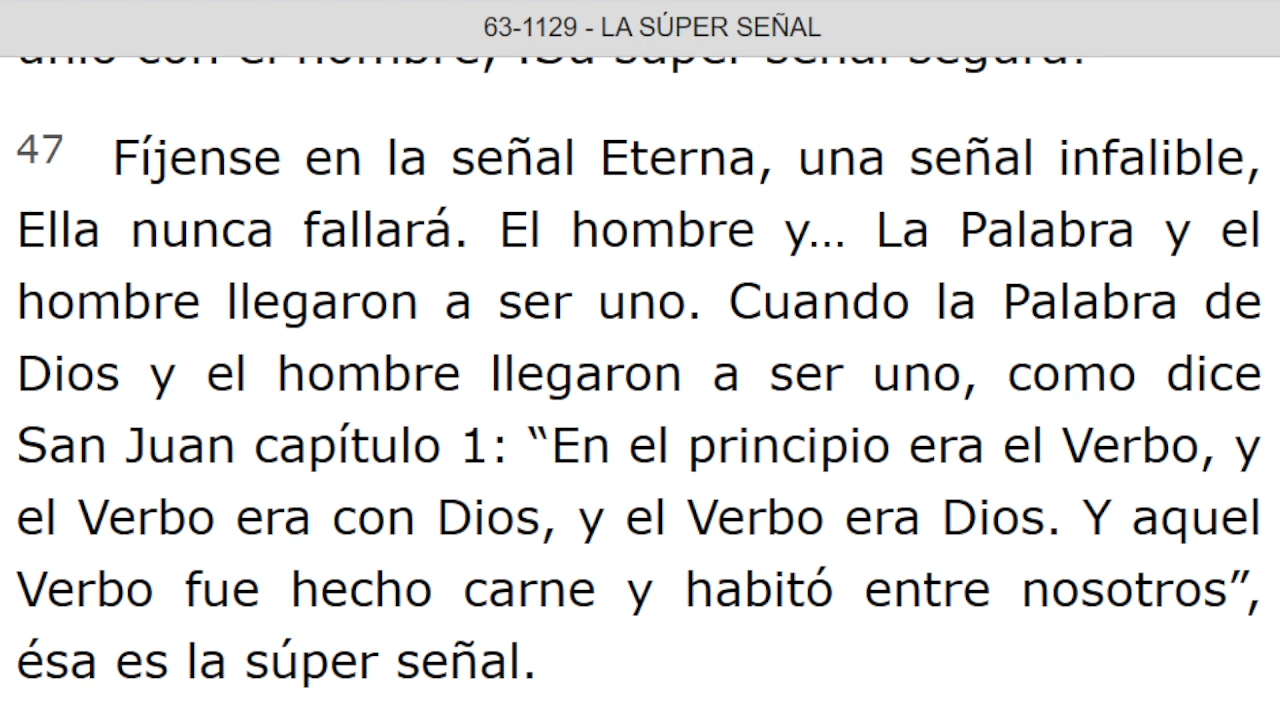 63-1129 - LA SÚPER SEÑAL
47 Fíjense en la señal Eterna, una señal infalible,
Ella nunca fallará. El hombre y... La Palabra y el
hombre llegaron a ser uno. Cuando la Palabra de
Dios y el hombre llegaron a ser uno, como dice
San Juan capítulo 1: “En el principio era el Verbo, y
el Verbo era con Dios, y el Verbo era Dios. Y aquel
Verbo fue hecho carne y habitó entre nosotros”,
ésa es la súper señal.